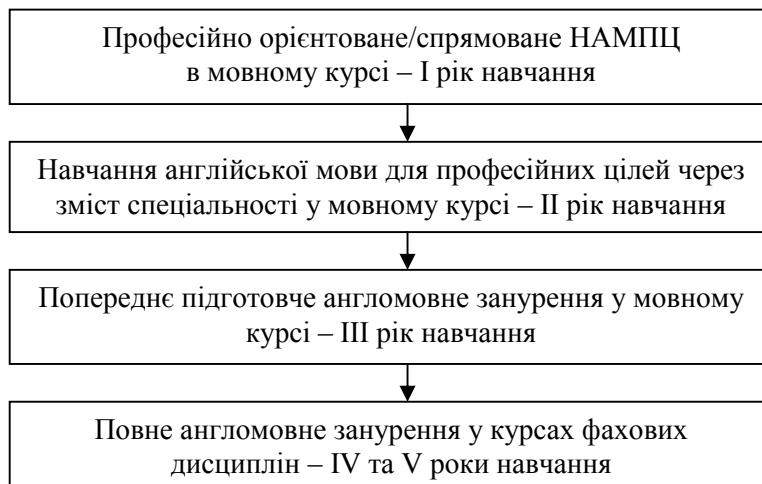 Професійно орієнтоване/спрямоване НАМПЦ
в мовному курсі – І рік навчання
Навчання англійської мови для професійних цілей через
зміст спеціальності у мовному курсі – ІІ рік навчання
Попереднє підготовче англомовне занурення у мовному
курсі – ІІІ рік навчання
Повне англомовне занурення у курсах фахових
дисциплін – IV та V роки навчання